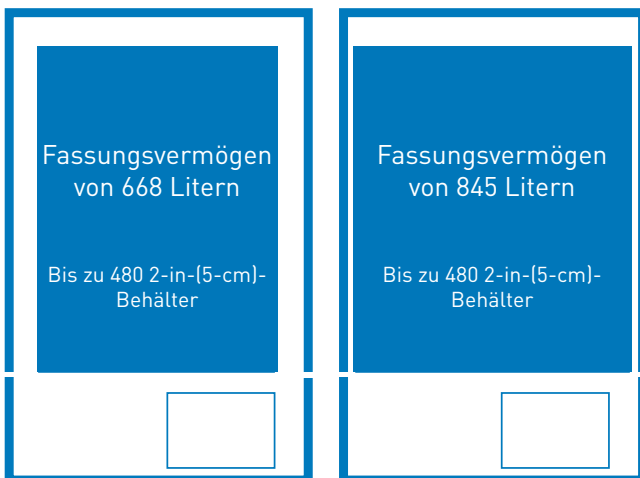 Fassungsvermögen
von 668 Litern
Bis zu 480 2-in-(5-cm)-
Behälter
Fassungsvermögen
von 845 Litern
Bis zu 480 2-in-(5-cm)-
Behälter